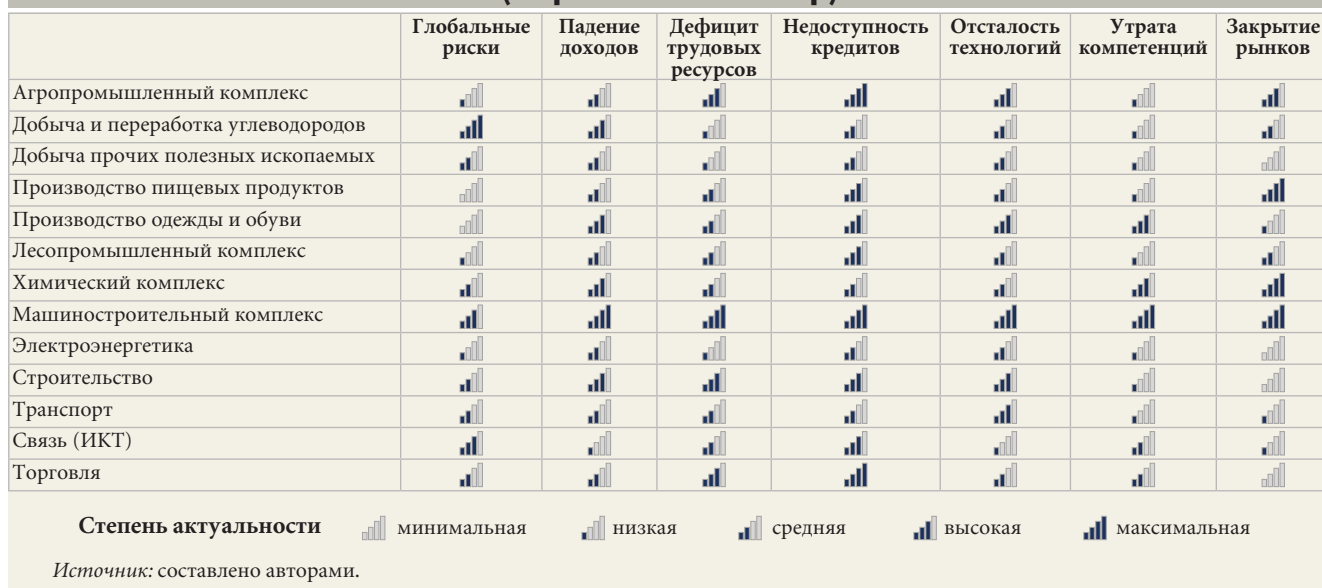 Глобальные риски Падение доходов Дефицит трудовых ресурсов Недоступность кредитов Отсталость технологий Утрата компетенций Закрытие рынков
Агропромышленный комплекс
Добыча и переработка углеводородов
Добыча прочих полезных ископаемых
Производство пищевых продуктов
Производство одежды и обуви
Лесопромышленный комплекс
Химический комплекс
Машиностроительный комплекс
Электроэнергетика
Строительство
Транспорт
Связь (ИКТ)
Торговля
Степень актуальности минимальная низкая средняя высокая максимальная
Источник: составлено авторами.